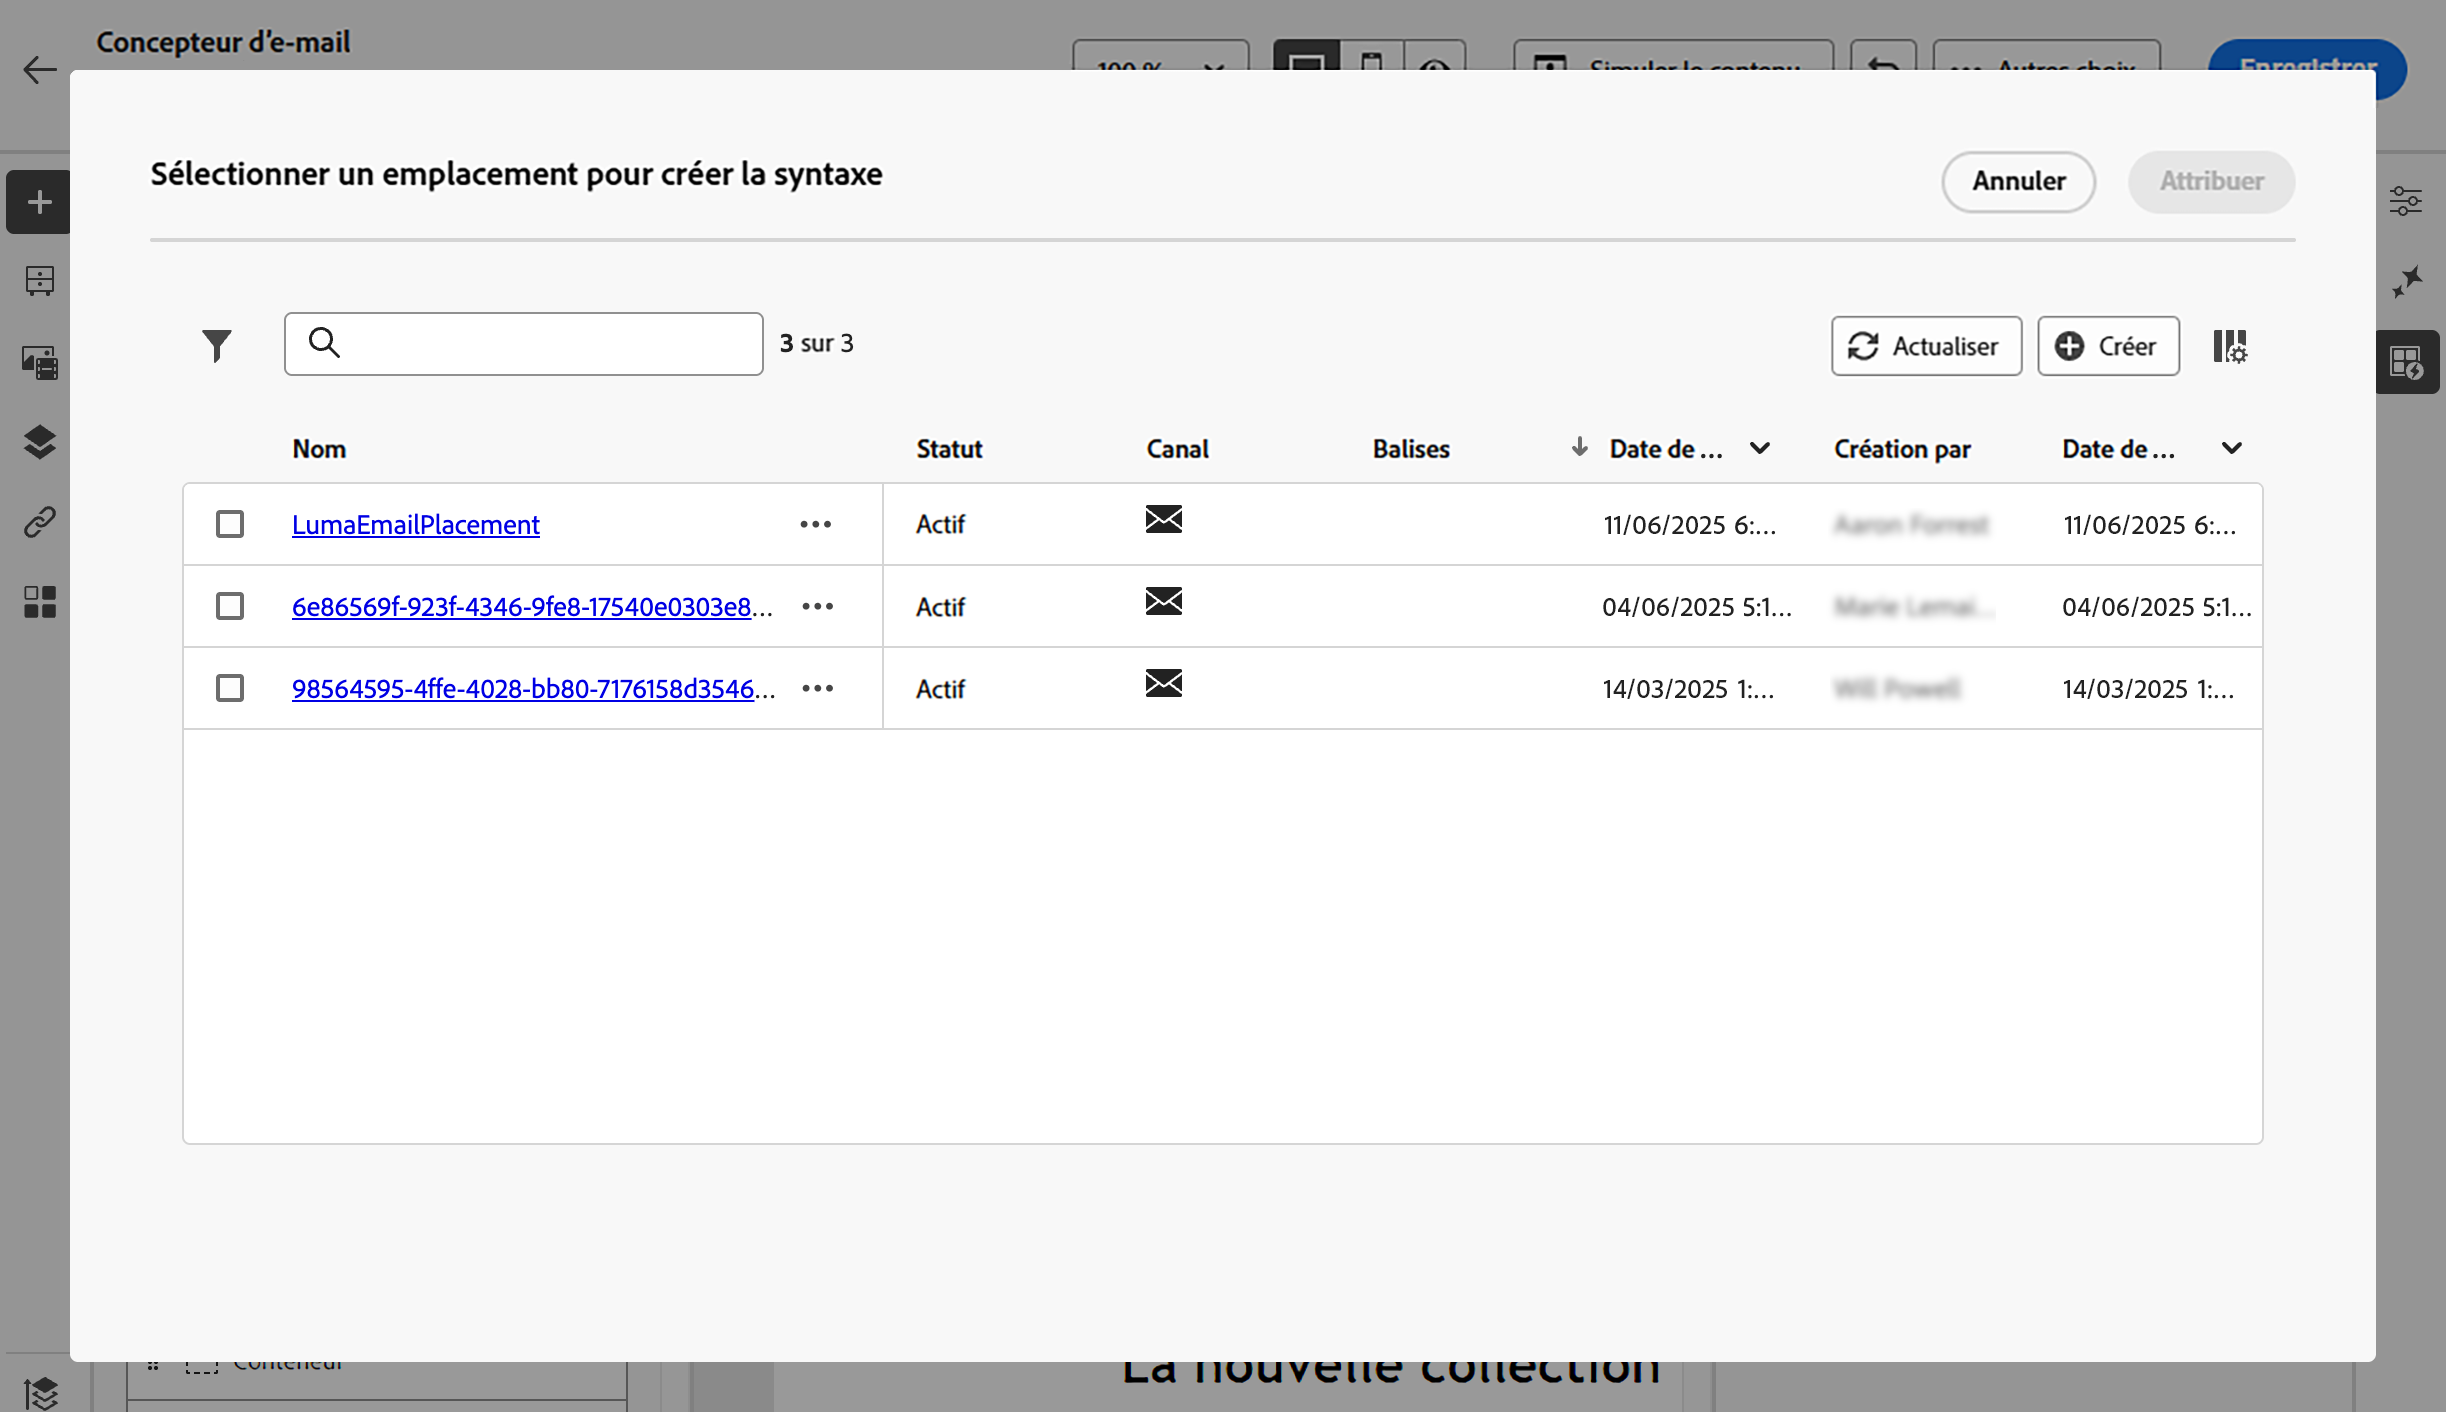 Concepteur d'e-mail
100 %
Simuler le contenu
Autres choix
Enregistrer
Sélectionner un emplacement pour créer la syntaxe
Annuler
Attribuer
3 sur 3
Actualiser
Créer
Nom
Statut
Canal
Balises
Date de ...
Création par
Date de ...
LumaEmailPlacement
Actif
11/06/2025 6:...
11/06/2025 6:...
6e86569f-923f-4346-9fe8-17540e0303e8...
Actif
04/06/2025 5:1...
04/06/2025 5:1...
98564595-4ffe-4028-bb80-7176158d3546...
Actif
14/03/2025 1:...
14/03/2025 1:...
Conteneur
La nouvelle collection